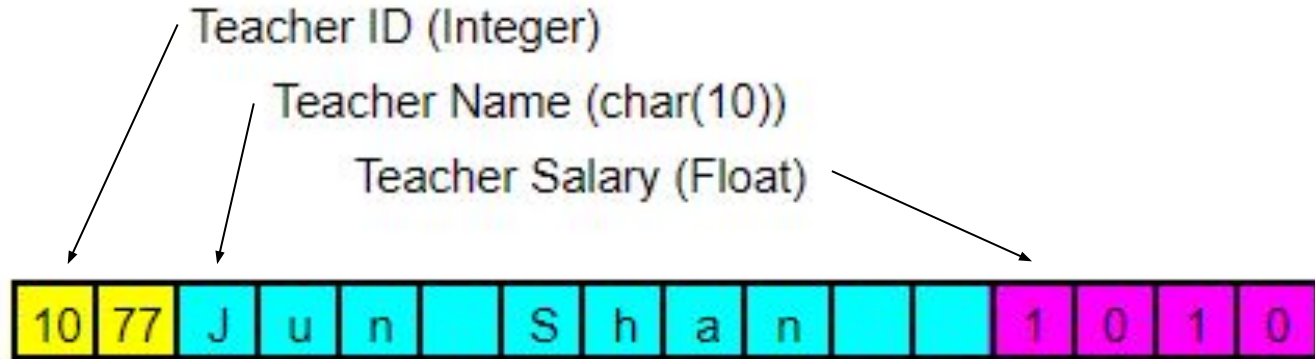 Teacher ID (Integer)
Teacher Name (char(10))
Teacher Salary (Float)
10 77 J u n S h a n 1 0 1 0